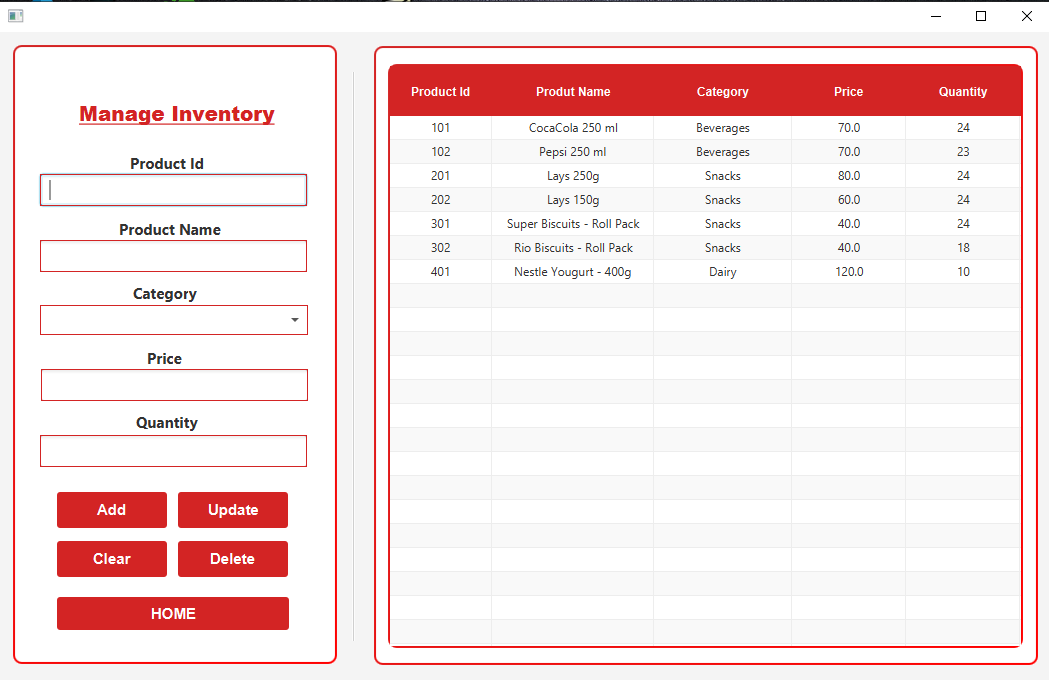 Manage Inventory
Product Id
Product Name
Category
Price
Quantity
Add Update
Clear Delete
HOME
Product Id Produt Name Category Price Quantity
101 CocaCola 250 ml Beverages 70.0 24
102 Pepsi 250 ml Beverages 70.0 23
201 Lays 250g Snacks 80.0 24
202 Lays 150g Snacks 60.0 24
301 Super Biscuits - Roll Pack Snacks 40.0 24
302 Rio Biscuits - Roll Pack Snacks 40.0 18
401 Nestle Yougurt - 400g Dairy 120.0 10